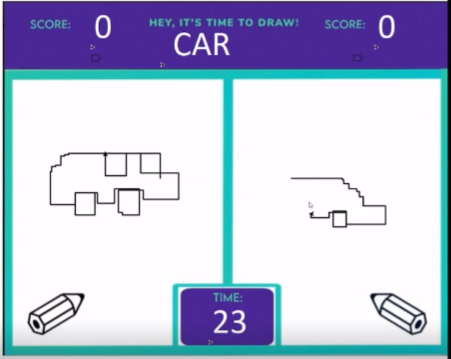 SCORE: 0
HEY, IT'S TIME TO DRAW!
CAR
SCORE: 0
TIME:
23